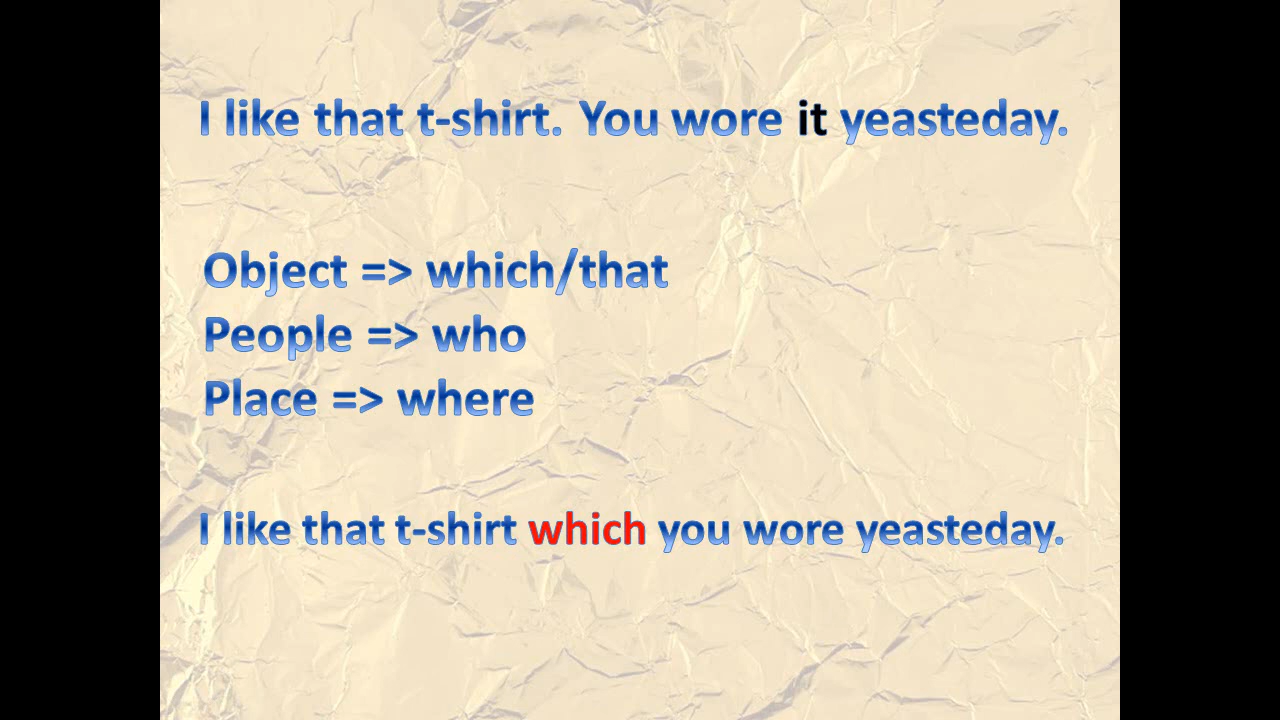 I like that t-shirt. You wore it yeasteday.
Object => which/that
People => who
Place => where
I like that t-shirt which you wore yeasteday.